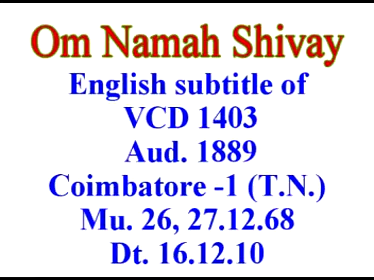 Om Namah Shivay
English subtitle of
VCD 1403
Aud. 1889
Coimbatore -1 (T.N.)
Mu. 26, 27.12.68
Dt. 16.12.10